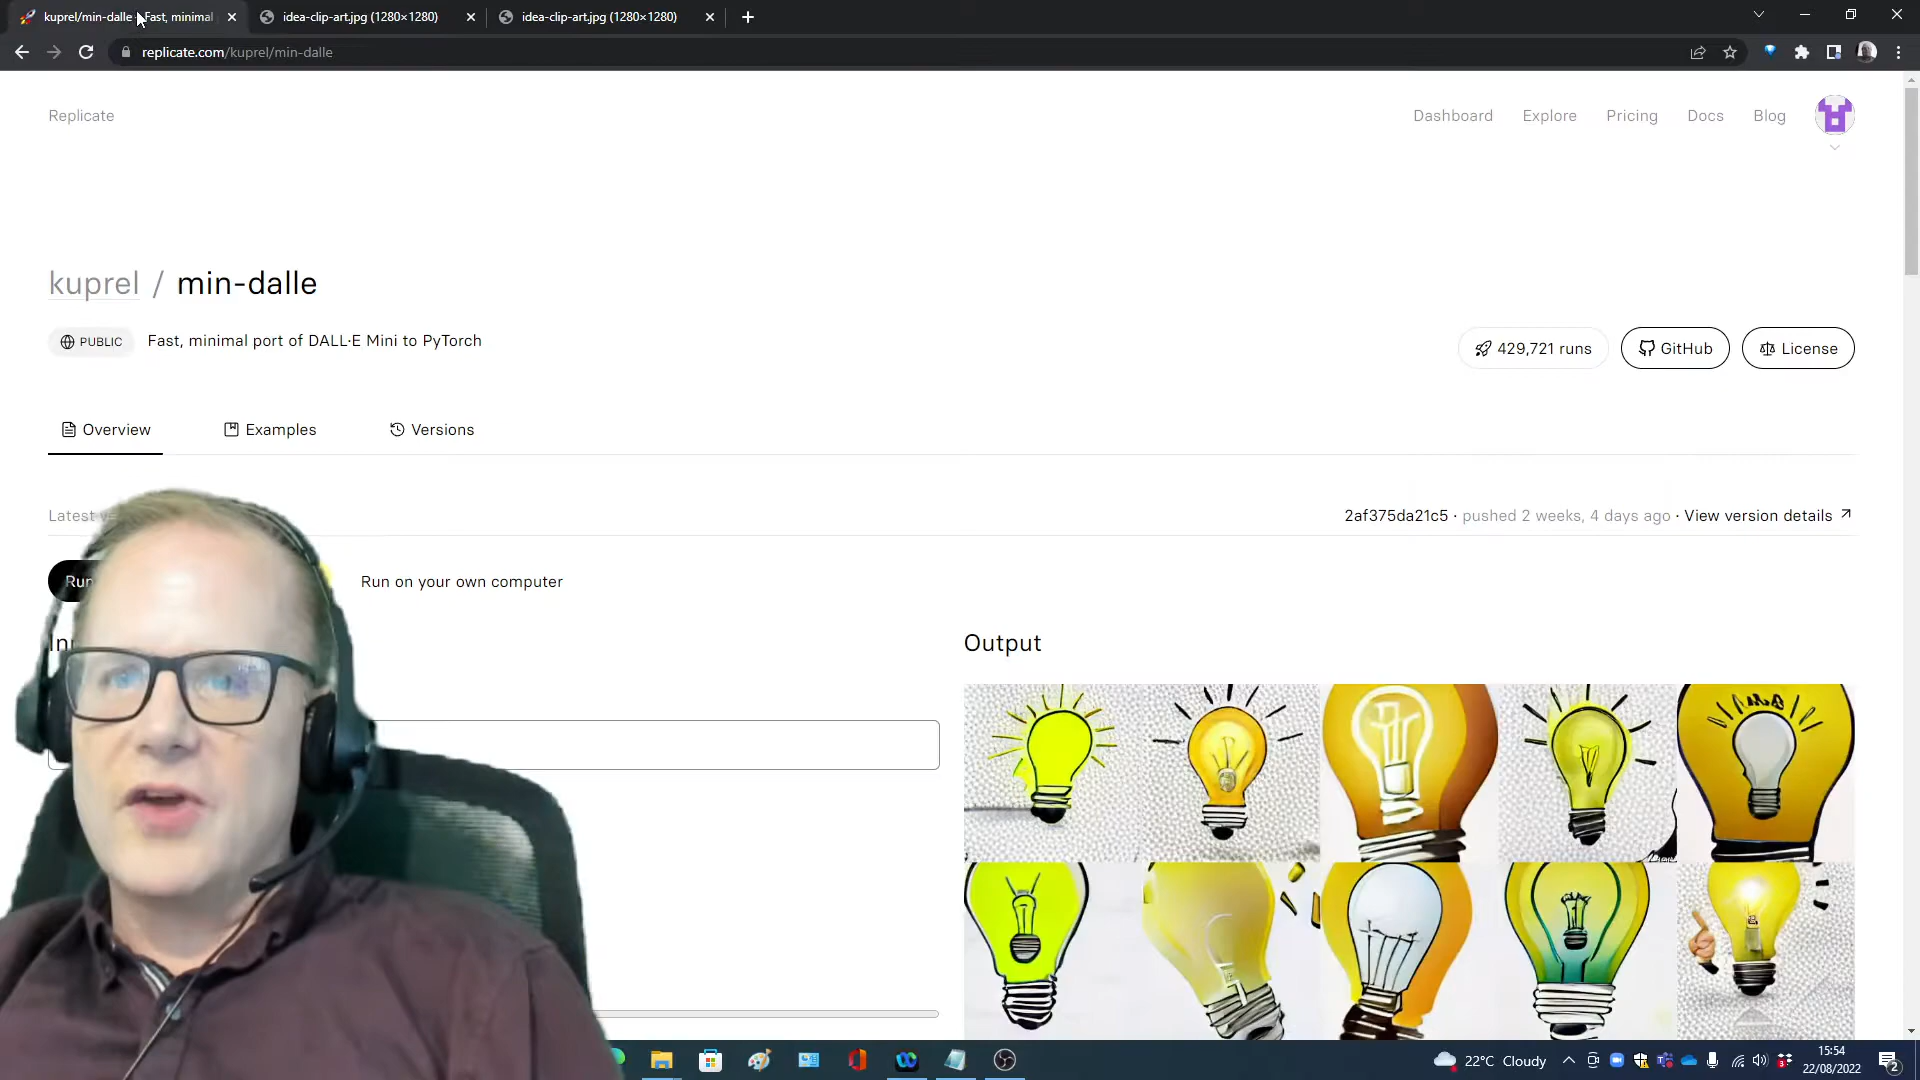 kuprel/min-dalle - Fast, minimal
idea-clip-art.jpg (1280×1280)
idea-clip-art.jpg (1280×1280)
replicate.com/kuprel/min-dalle
Replicate
Dashboard
Explore
Pricing
Docs
Blog
kuprel / min-dalle
PUBLIC
Fast, minimal port of DALL·E Mini to PyTorch
429,721 runs
GitHub
License
Overview
Examples
Versions
Latest
2af375da21c5 · pushed 2 weeks, 4 days ago · View version details
Run
Run on your own computer
Output
22°C Cloudy
15:54
22/08/2022
2